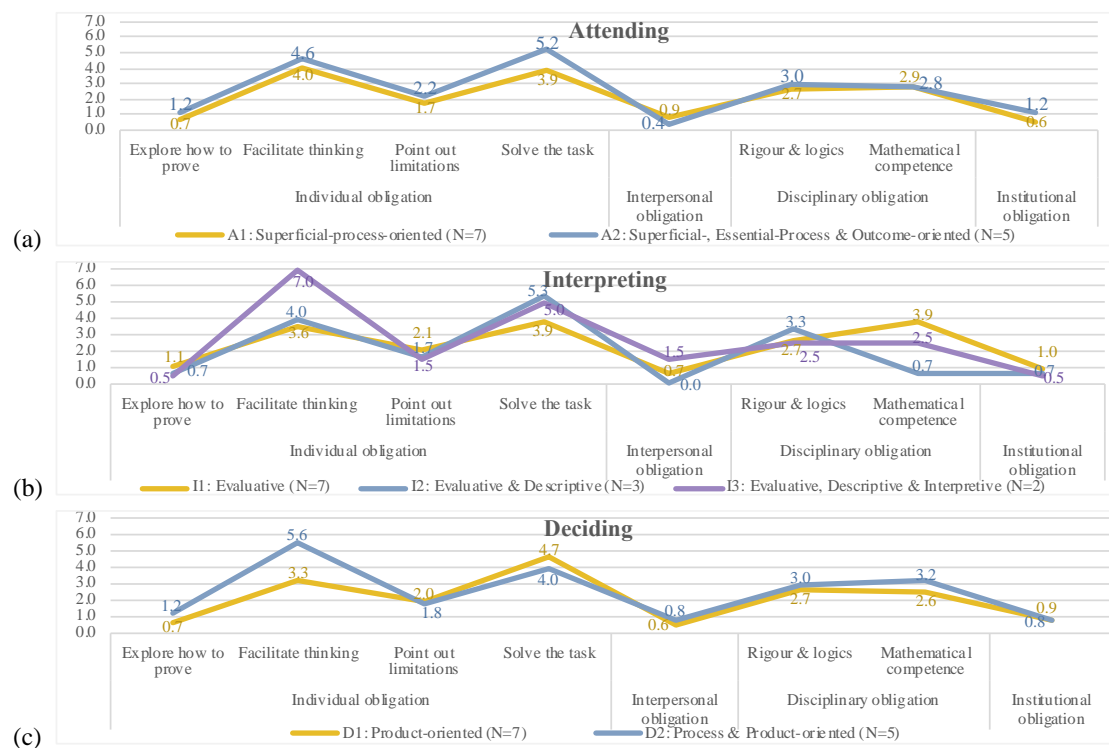 Attending
7.0
6.0
5.0
4.0
3.0
2.0
1.0
0.0
1.2 4.6 2.2 5.2 0.4 3.0 2.8 1.2
0.7 4.0 1.7 3.9 0.9 2.7 2.9 0.6
Explore how to prove Facilitate thinking Point out limitations Solve the task Rigour & logics Mathematical competence
Individual obligation Interpersonal obligation Disciplinary obligation Institutional obligation
(a) A1: Superficial-process-oriented (N=7) A2: Superficial-, Essential-Process & Outcome-oriented (N=5)
Interpreting
7.0
6.0
5.0
4.0
3.0
2.0
1.0
0.0
1.1 3.6 2.1 3.9 0.7 2.7 3.9 1.0
0.7 4.0 1.7 5.3 0.0 3.3 0.7 0.7
0.5 7.0 1.5 5.0 1.5 2.5 2.5 0.5
Explore how to prove Facilitate thinking Point out limitations Solve the task Rigour & logics Mathematical competence
Individual obligation Interpersonal obligation Disciplinary obligation Institutional obligation
(b) I1: Evaluative (N=7) I2: Evaluative & Descriptive (N=3) I3: Evaluative, Descriptive & Interpretive (N=2)
Deciding
7.0
6.0
5.0
4.0
3.0
2.0
1.0
0.0
1.2 5.6 1.8 4.0 0.8 3.0 3.2 0.8
0.7 3.3 2.0 4.7 0.6 2.7 2.6 0.9
Explore how to prove Facilitate thinking Point out limitations Solve the task Rigour & logics Mathematical competence
Individual obligation Interpersonal obligation Disciplinary obligation Institutional obligation
(c) D1: Product-oriented (N=7) D2: Process & Product-oriented (N=5)